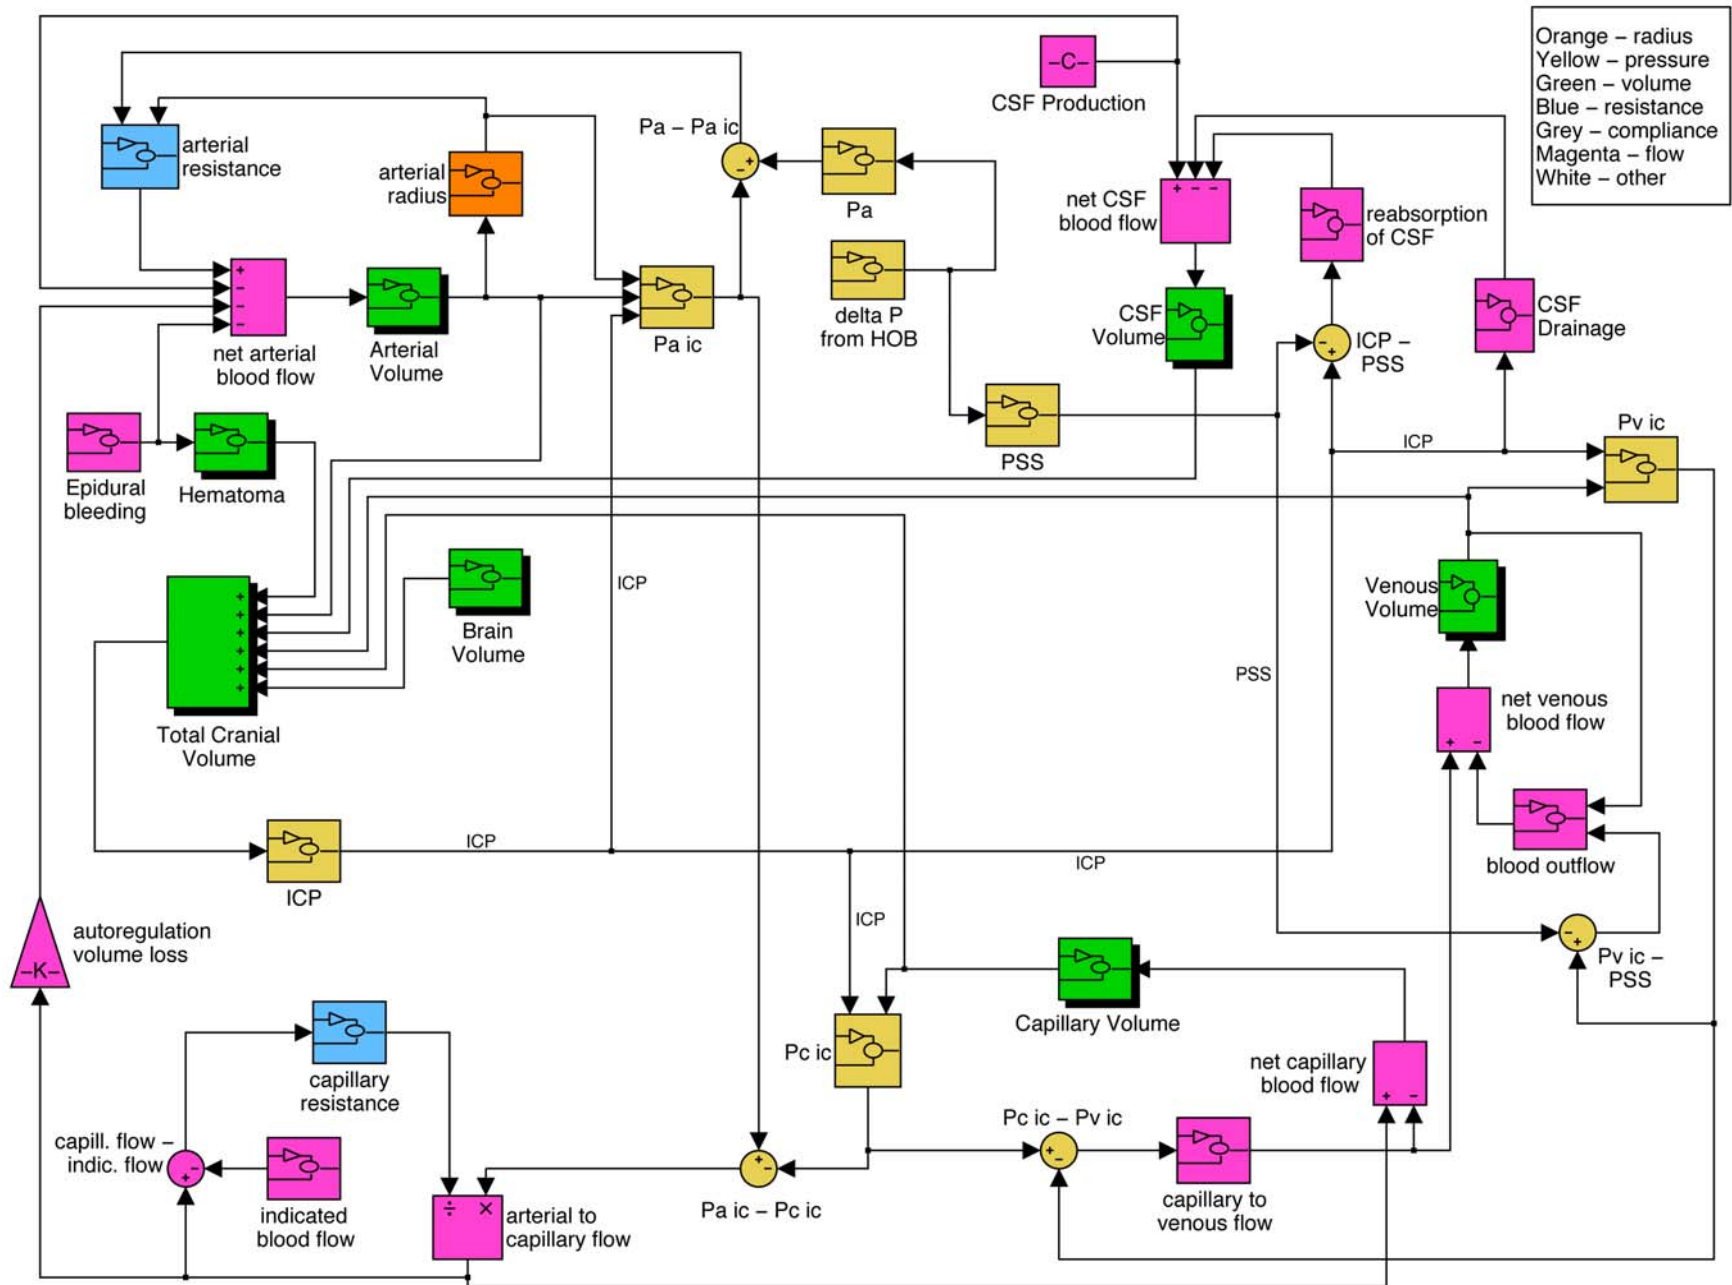 Orange – radius
Yellow – pressure
Green – volume
Blue – resistance
Grey – compliance
Magenta – flow
White – other
–C–
CSF Production
arterial
resistance
arterial
radius
Pa – Pa ic
+
–
Pa
delta P
from HOB
+ – –
net CSF
blood flow
reabsorption
of CSF
CSF
Volume
CSF
Drainage
–
+
ICP –
PSS
+
–
–
–
net arterial
blood flow
Arterial
Volume
Pa ic
PSS
ICP
Pv ic
Epidural
bleeding
Hematoma
Brain
Volume
ICP
+
+
+
+
+
+
Total Cranial
Volume
PSS
Venous
Volume
net venous
blood flow
+ –
blood outflow
ICP
ICP
ICP
ICP
autoregulation
volume loss
–K–
–
+
Pv ic –
PSS
Capillary Volume
Pc ic
capillary
resistance
net capillary
blood flow
+ –
capill. flow –
indic. flow
–
+
indicated
blood flow
÷ ×
arterial to
capillary flow
+
–
Pa ic – Pc ic
Pc ic – Pv ic
+
–
capillary to
venous flow